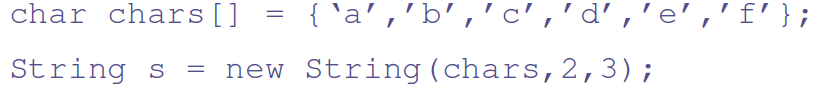 char chars[] = {‘a’,’b’,’c’,’d’,’e’,’f’};
String s = new String(chars,2,3);